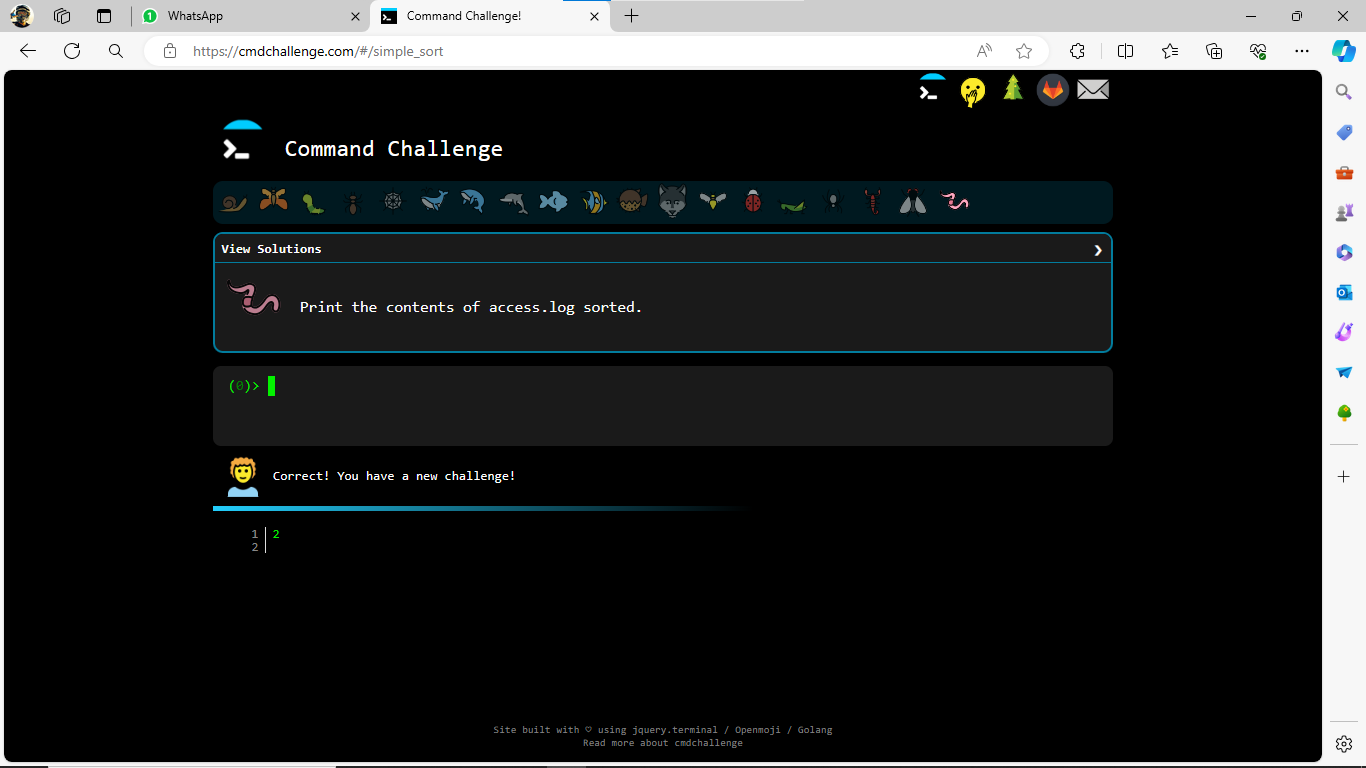 WhatsApp
Command Challenge!
https://cmdchallenge.com/#/simple_sort
Command Challenge
View Solutions
Print the contents of access.log sorted.
(0)>
Correct! You have a new challenge!
1 2
2
Site built with ♡ using jquery.terminal / Openmoji / Golang
Read more about cmdchallenge